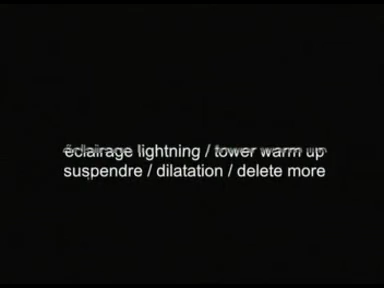 éclairage lightning / tower warm up
suspendre / dilatation / delete more